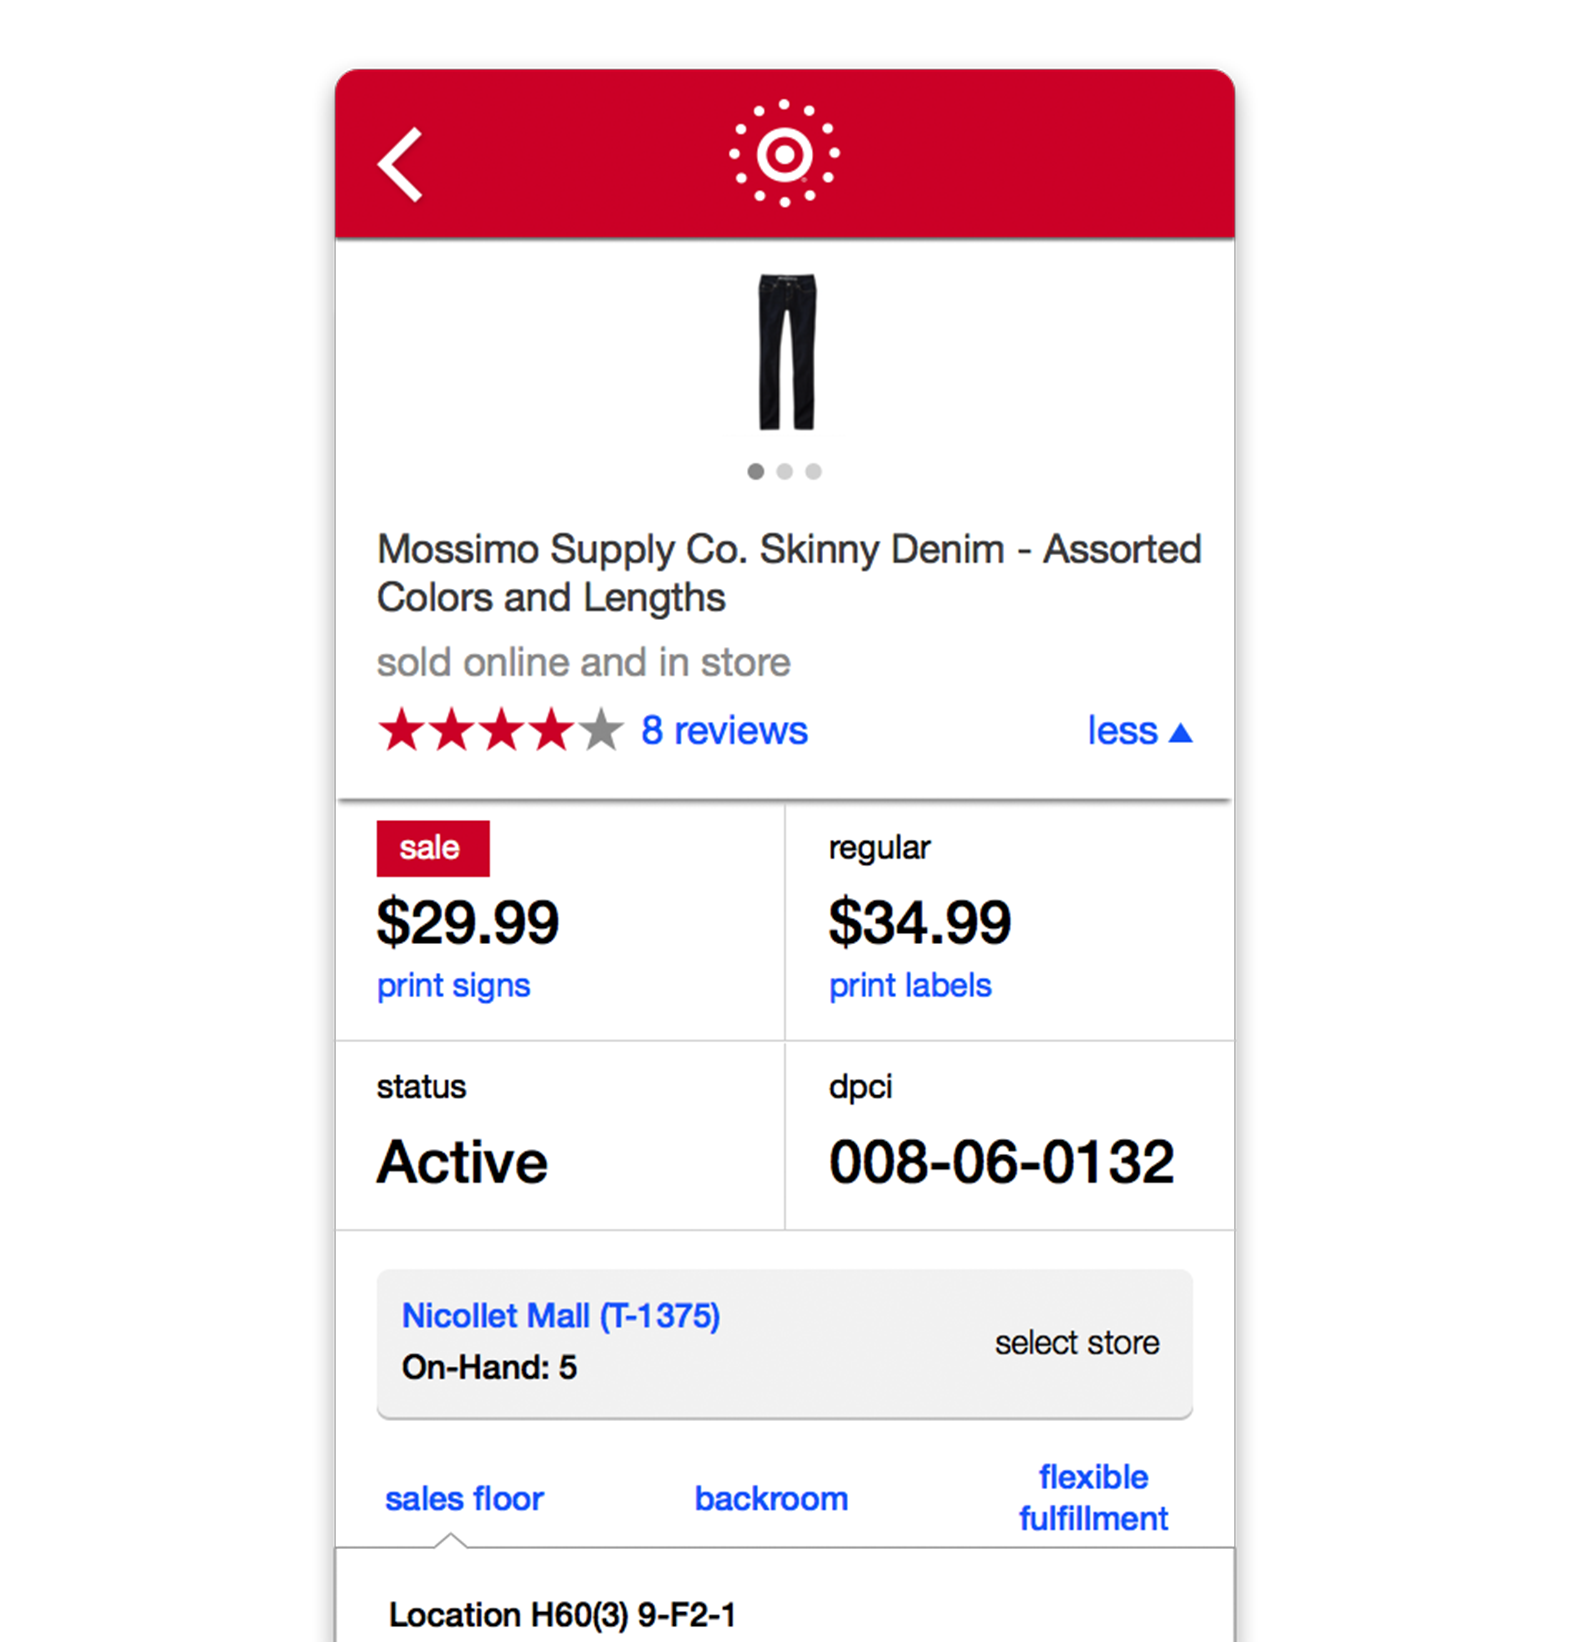 Mossimo Supply Co. Skinny Denim - Assorted
Colors and Lengths
sold online and in store
8 reviews
less
sale
$29.99
print signs
regular
$34.99
print labels
status
Active
dpci
008-06-0132
Nicollet Mall (T-1375)
On-Hand: 5
select store
sales floor
backroom
flexible
fulfillment
Location H60(3) 9-F2-1